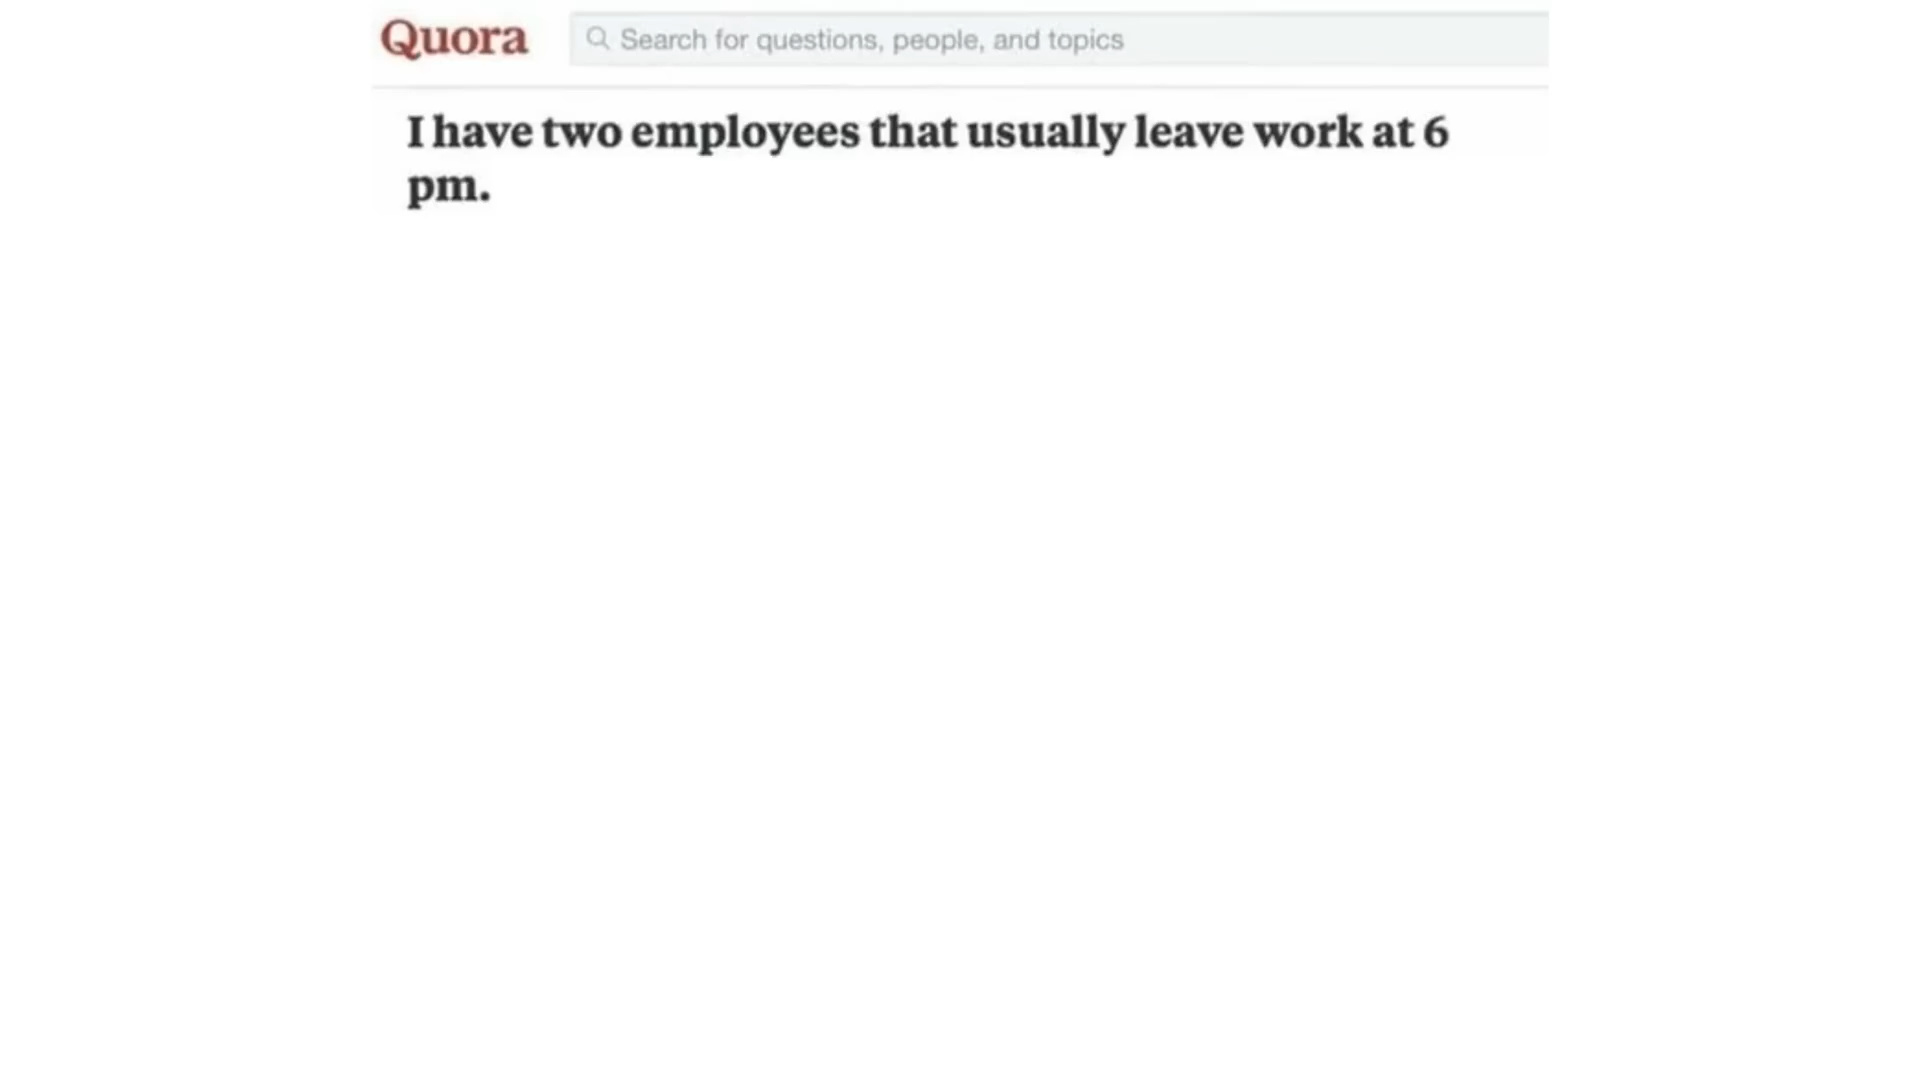 Quora
Search for questions, people, and topics
I have two employees that usually leave work at 6
pm.